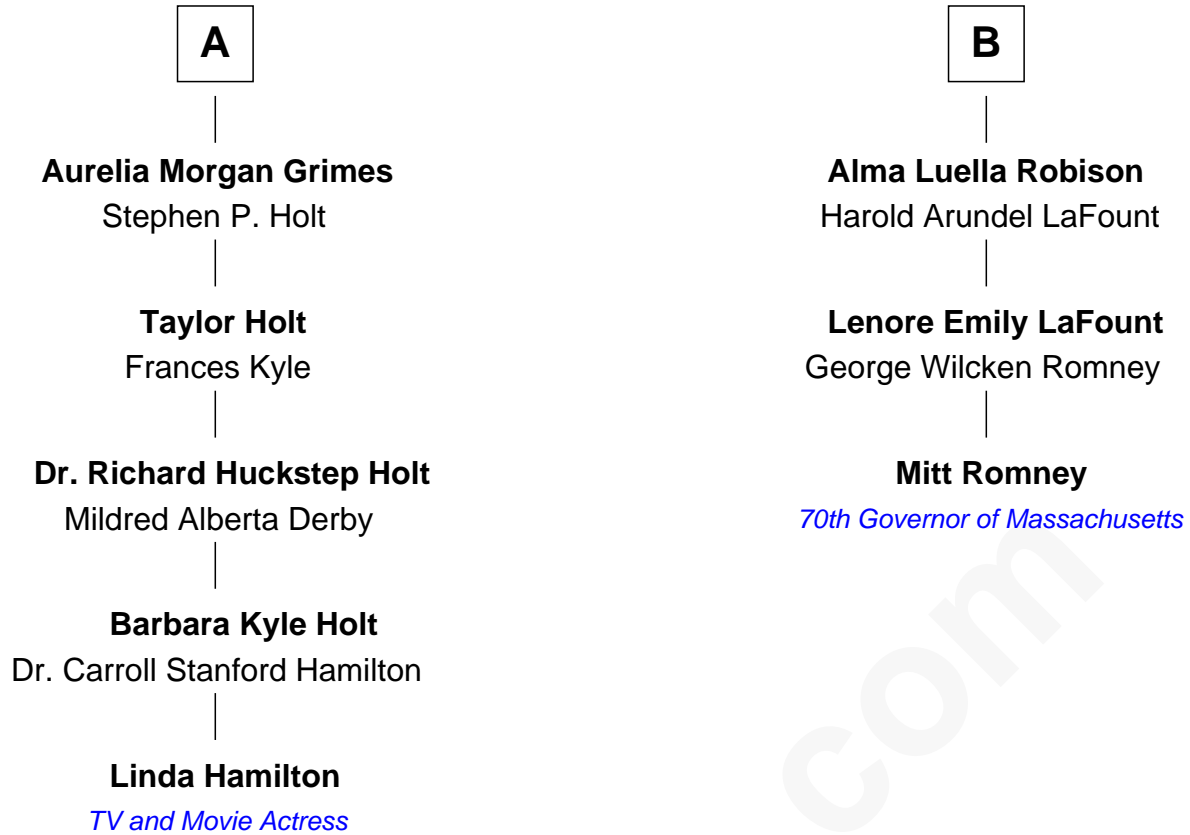 A
Aurelia Morgan Grimes
Stephen P. Holt
Taylor Holt
Frances Kyle
Dr. Richard Huckstep Holt
Mildred Alberta Derby
Barbara Kyle Holt
Dr. Carroll Stanford Hamilton
Linda Hamilton
TV and Movie Actress
B
Alma Luella Robison
Harold Arundel LaFount
Lenore Emily LaFount
George Wilcken Romney
Mitt Romney
70th Governor of Massachusetts
com